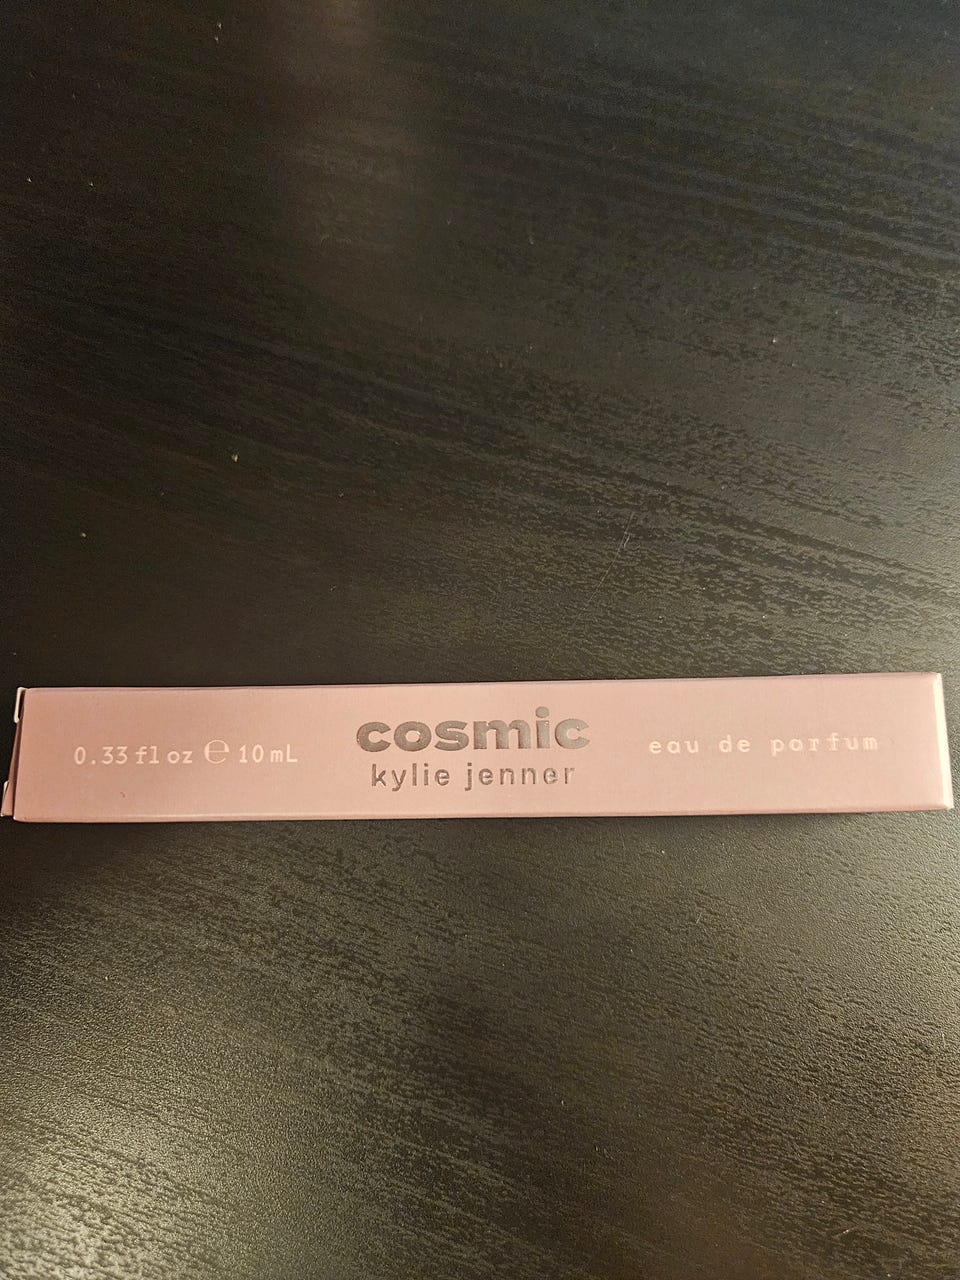 0.33 fl oz ℮ 10 mL
cosmic
kylie jenner
eau de parfum